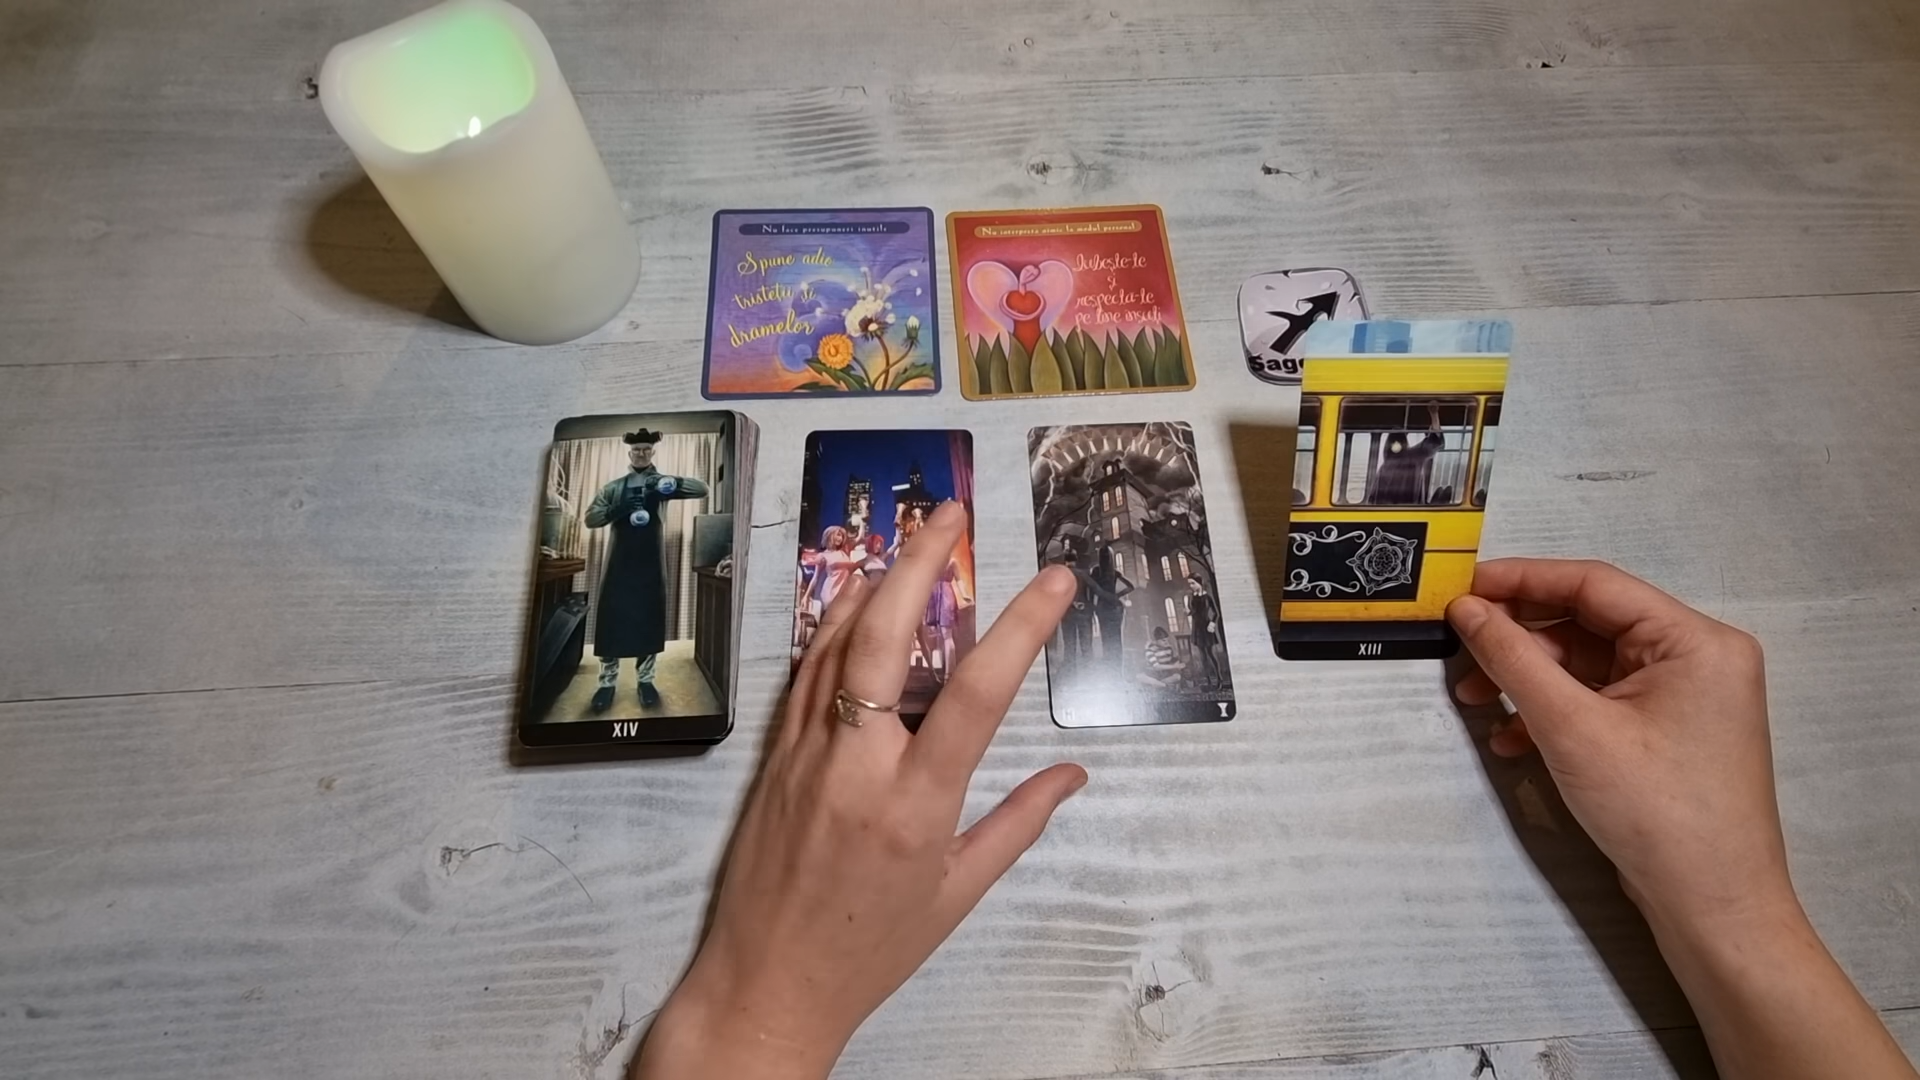 Nu face presupuneri inutile
Spune adio
tristeții și
dramelor
Nu interpreta nimic la modul personal
Iubește-te
și
respectă-te
pe tine însuți
Sag
XIV
XIII